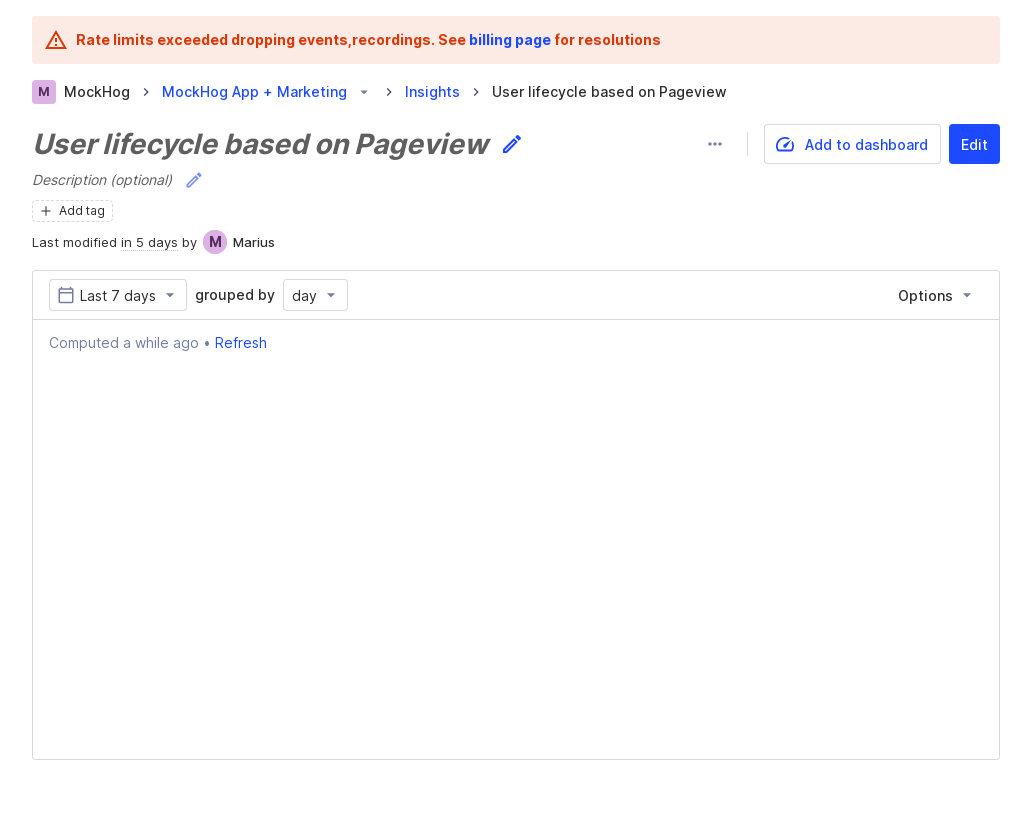 Rate limits exceeded dropping events,recordings. See billing page for resolutions
M MockHog MockHog App + Marketing Insights User lifecycle based on Pageview
User lifecycle based on Pageview
Add to dashboard Edit
Description (optional)
Add tag
Last modified in 5 days by M Marius
Last 7 days grouped by day Options
Computed a while ago • Refresh